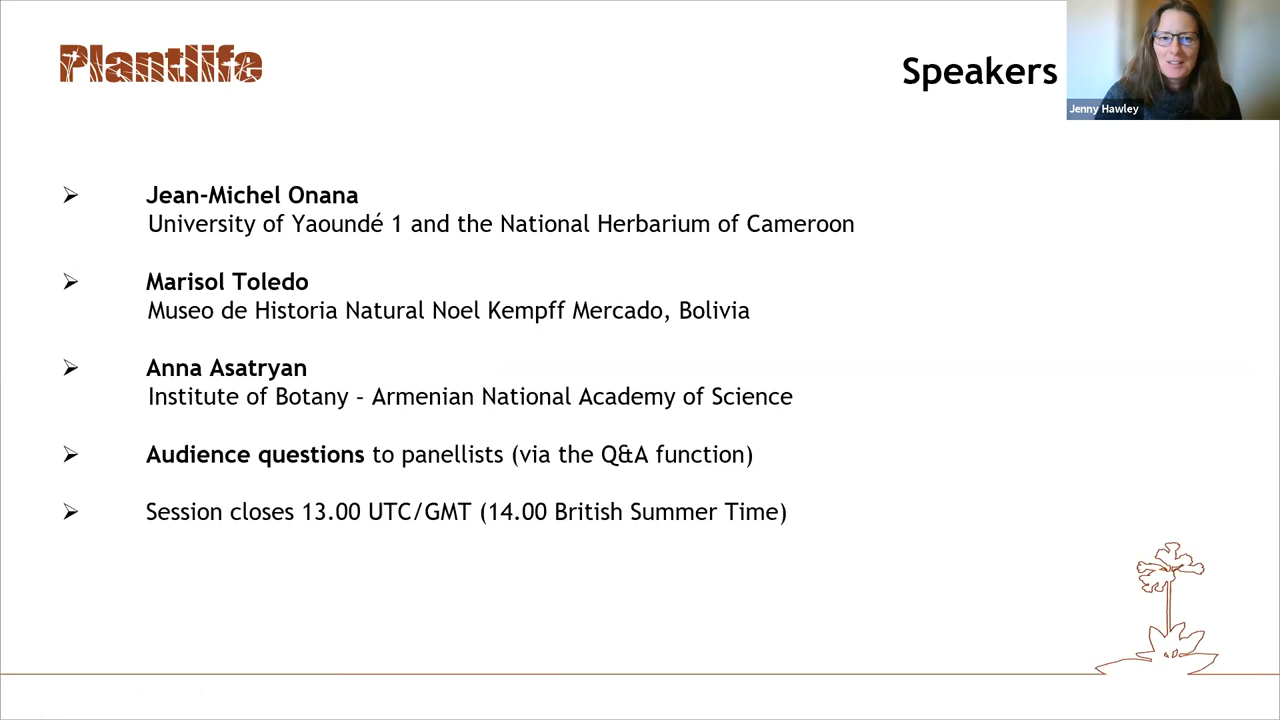 Plantlife
Speakers
Jenny Hawley
Jean-Michel Onana
University of Yaoundé 1 and the National Herbarium of Cameroon
Marisol Toledo
Museo de Historia Natural Noel Kempff Mercado, Bolivia
Anna Asatryan
Institute of Botany – Armenian National Academy of Science
Audience questions to panellists (via the Q&A function)
Session closes 13.00 UTC/GMT (14.00 British Summer Time)